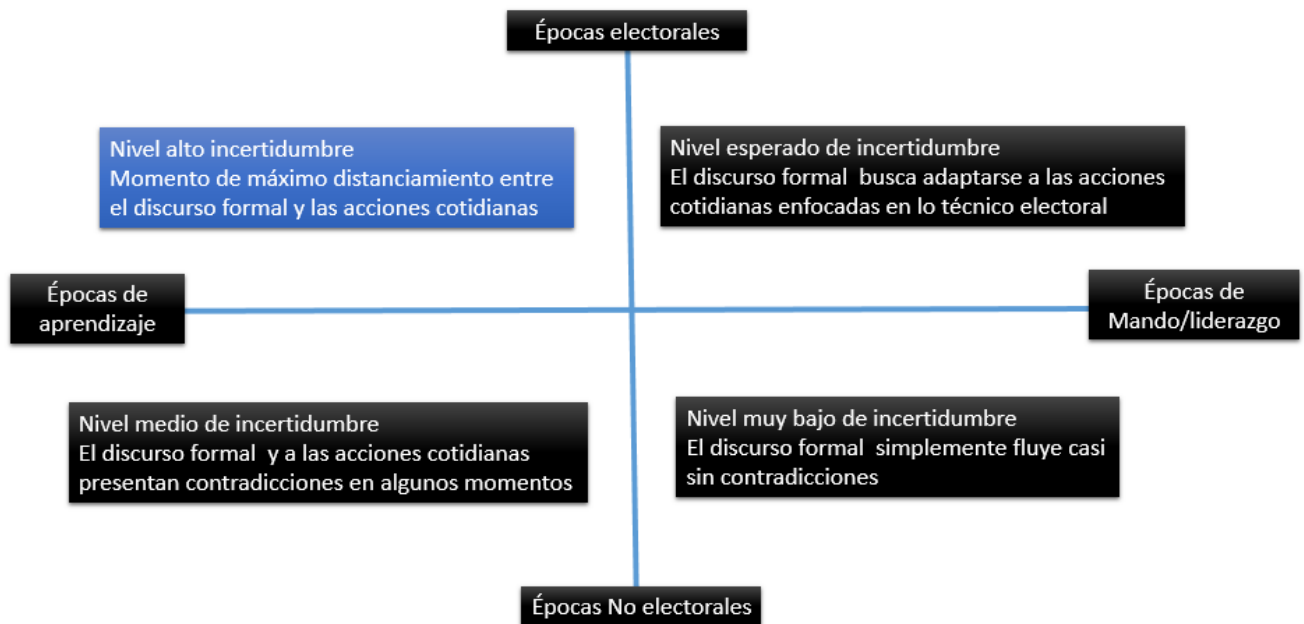 Épocas electorales
Nivel alto incertidumbre
Momento de máximo distanciamiento entre
el discurso formal y las acciones cotidianas
Nivel esperado de incertidumbre
El discurso formal  busca adaptarse a las acciones
cotidianas enfocadas en lo técnico electoral
Épocas de
aprendizaje
Épocas de
Mando/liderazgo
Nivel medio de incertidumbre
El discurso formal  y a las acciones cotidianas
presentan contradicciones en algunos momentos
Nivel muy bajo de incertidumbre
El discurso formal  simplemente fluye casi
sin contradicciones
Épocas No electorales